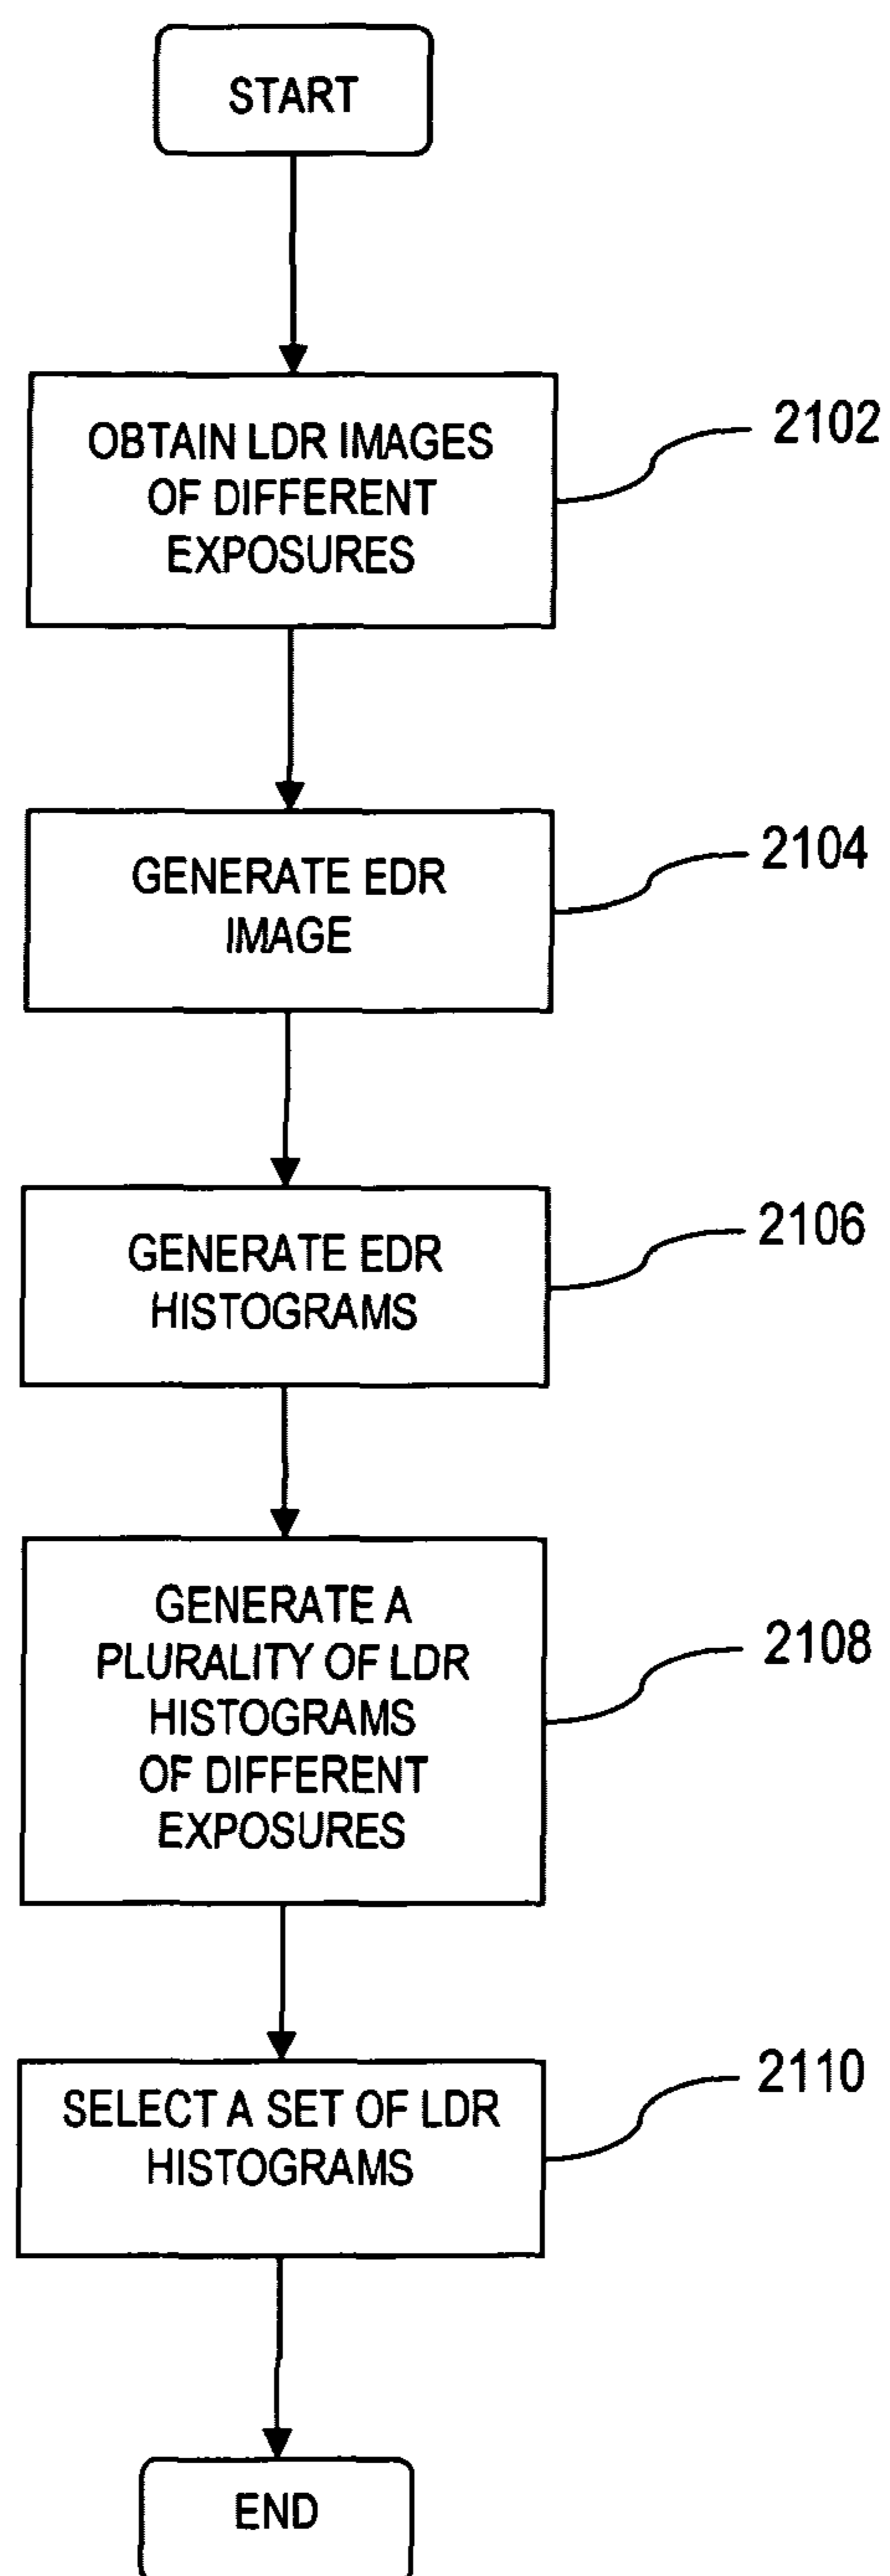 START
OBTAIN LDR IMAGES
OF DIFFERENT
EXPOSURES
2102
GENERATE EDR
IMAGE
2104
GENERATE EDR
HISTOGRAMS
2106
GENERATE A
PLURALITY OF LDR
HISTOGRAMS
OF DIFFERENT
EXPOSURES
2108
SELECT A SET OF LDR
HISTOGRAMS
2110
END